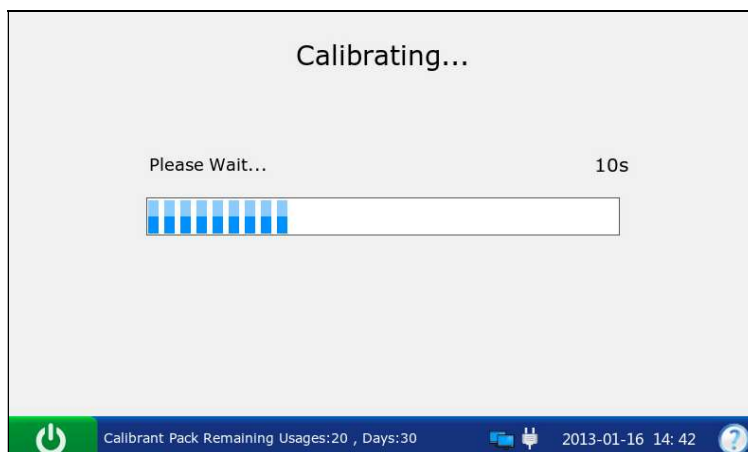 Calibrating...
Please Wait... 10s
Calibrant Pack Remaining Usages:20 , Days:30 2013-01-16 14: 42 ?